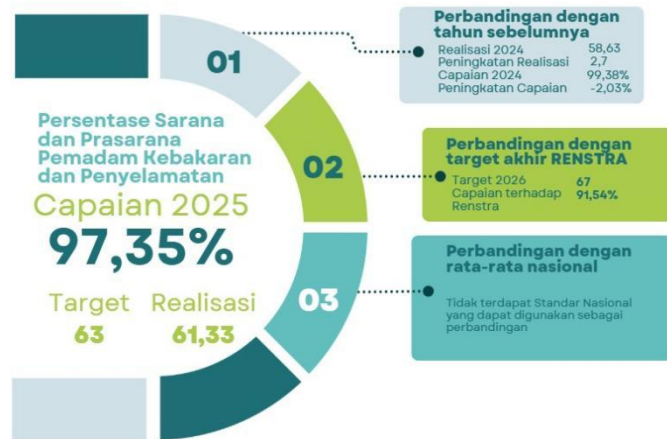 01
Persentase Sarana
dan Prasarana
Pemadam Kebakaran
dan Penyelamatan
Capaian 2025
97,35%
Target Realisasi
63 61,33
Perbandingan dengan
tahun sebelumnya
Realisasi 2024 58,63
Peningkatan Realisasi 2,7
Capaian 2024 99,38%
Peningkatan Capaian -2,03%
02
Perbandingan dengan
target akhir RENSTRA
Target 2026 67
Capaian terhadap 91,54%
Renstra
03
Perbandingan dengan
rata-rata nasional
Tidak terdapat Standar Nasional
yang dapat digunakan sebagai
perbandingan